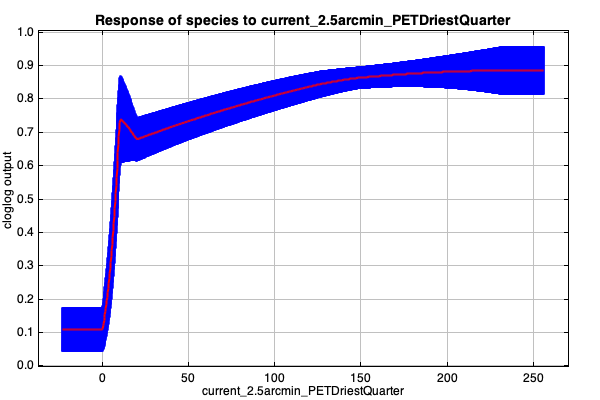 Response of species to current_2.5arcmin_PETDriestQuarter
1.0
0.9
0.8
0.7
0.6
0.5
0.4
0.3
0.2
0.1
0.0
cloglog output
0 50 100 150 200 250
current_2.5arcmin_PETDriestQuarter